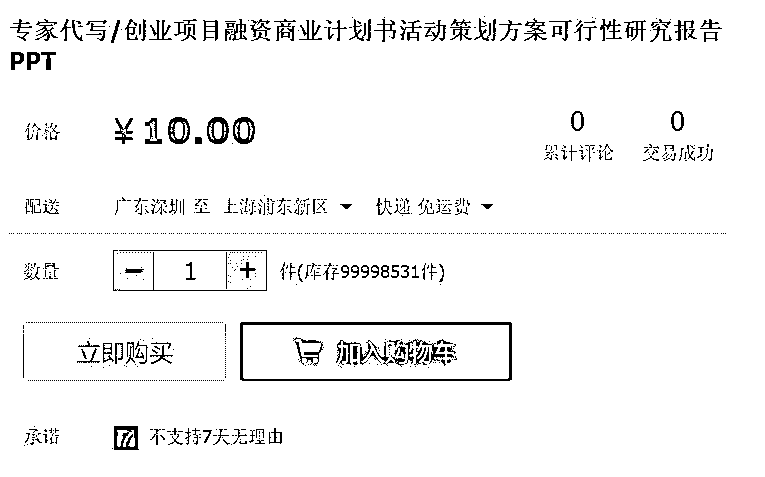 专家代写/创业项目融资商业计划书活动策划方案可行性研究报告
PPT
价格 ¥10.00 0 0
累计评论 交易成功
配送 广东深圳 至 上海浦东新区 快递 免运费
数量 − 1 + 件(库存99998531件)
立即购买 加入购物车
承诺 7 不支持7天无理由